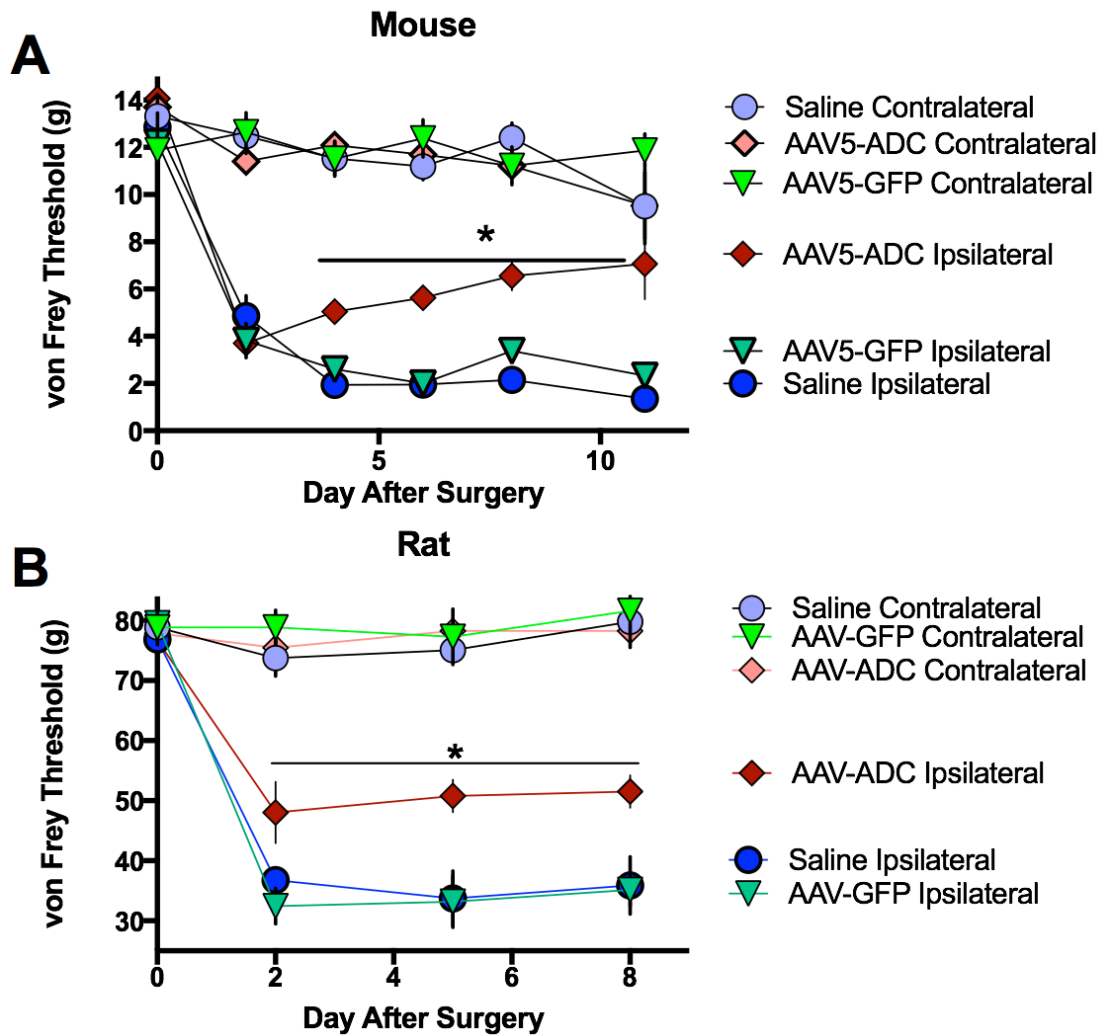 Mouse
A
von Frey Threshold (g)
14
12
10
8
6
4
2
0
*
0 5 10
Day After Surgery
Saline Contralateral
AAV5-ADC Contralateral
AAV5-GFP Contralateral
AAV5-ADC Ipsilateral
AAV5-GFP Ipsilateral
Saline Ipsilateral
Rat
B
von Frey Threshold (g)
80
70
60
50
40
30
*
0 2 4 6 8
Day After Surgery
Saline Contralateral
AAV-GFP Contralateral
AAV-ADC Contralateral
AAV-ADC Ipsilateral
Saline Ipsilateral
AAV-GFP Ipsilateral